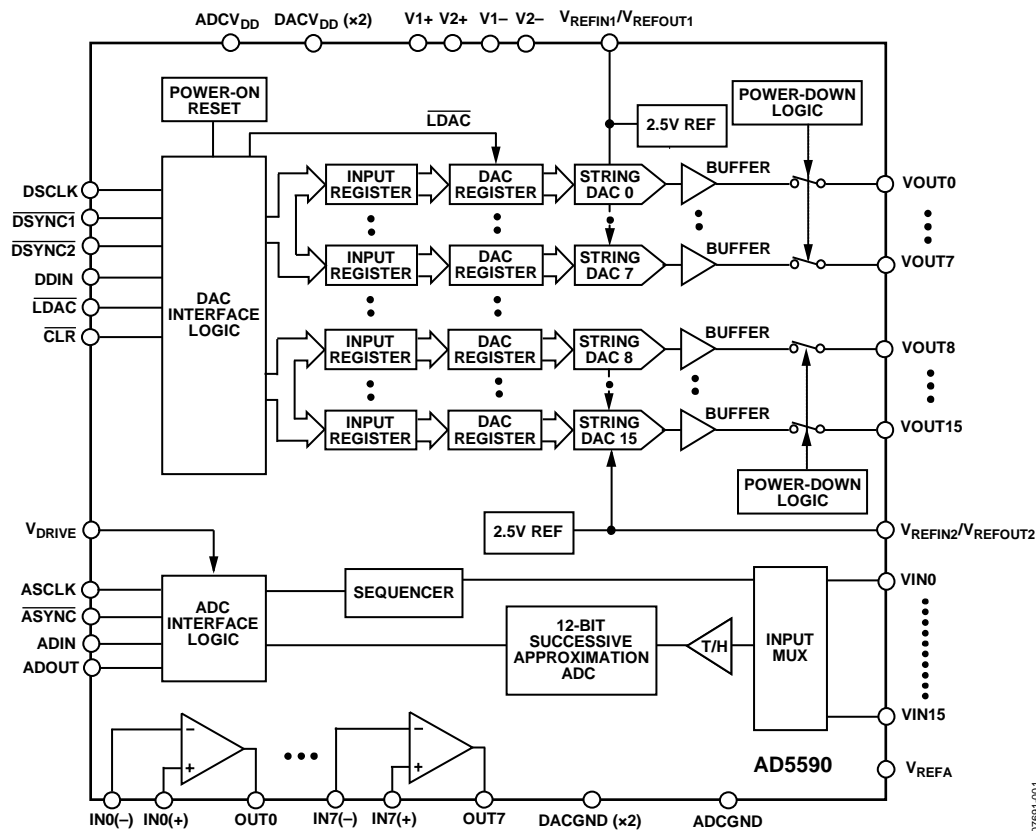 ADCVDD DACVDD (×2) V1+ V2+ V1– V2– VREFIN1/VREFOUT1
POWER-ON
RESET
LDAC
2.5V REF
POWER-DOWN
LOGIC
DSCLK
DSYNC1
DSYNC2
DDIN
LDAC
CLR
DAC
INTERFACE
LOGIC
INPUT
REGISTER
DAC
REGISTER
STRING
DAC 0
BUFFER
VOUT0
INPUT
REGISTER
DAC
REGISTER
STRING
DAC 7
BUFFER
VOUT7
INPUT
REGISTER
DAC
REGISTER
STRING
DAC 8
BUFFER
VOUT8
INPUT
REGISTER
DAC
REGISTER
STRING
DAC 15
BUFFER
VOUT15
POWER-DOWN
LOGIC
VDRIVE
2.5V REF
VREFIN2/VREFOUT2
ASCLK
ASYNC
ADIN
ADOUT
ADC
INTERFACE
LOGIC
SEQUENCER
12-BIT
SUCCESSIVE
APPROXIMATION
ADC
T/H
INPUT
MUX
VIN0
VIN15
– +
– +
AD5590
VREFA
IN0(–) IN0(+) OUT0 IN7(–) IN7(+) OUT7 DACGND (×2) ADCGND
07691-001